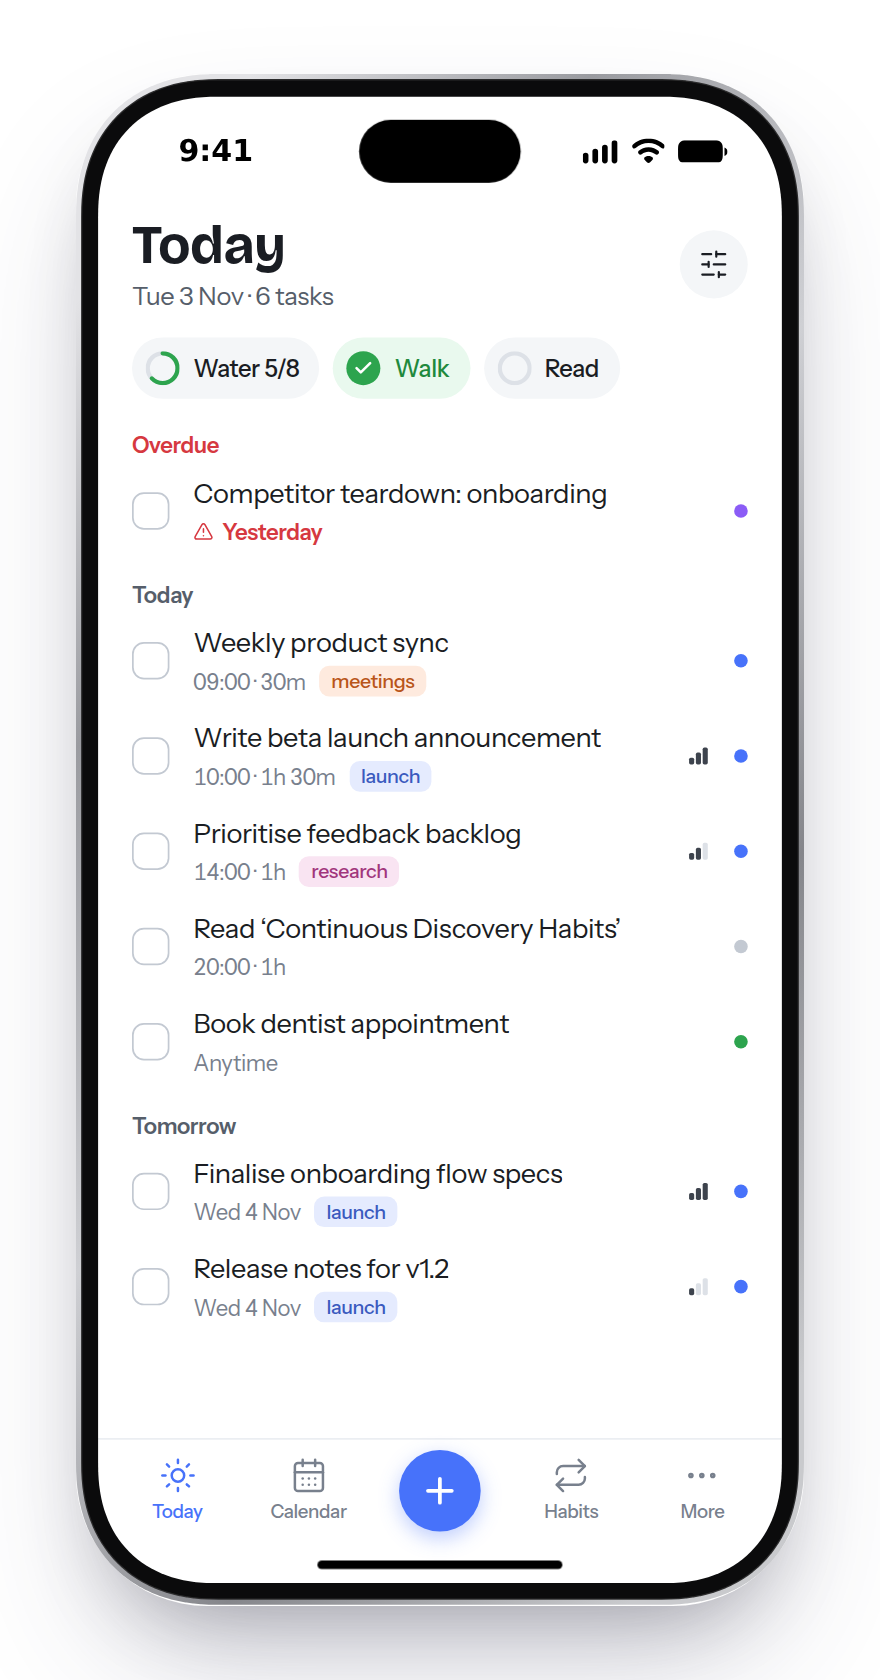 9:41
Today
Tue 3 Nov · 6 tasks
Water 5/8
Walk
Read
Overdue
Competitor teardown: onboarding
Yesterday
Today
Weekly product sync
09:00 · 30m meetings
Write beta launch announcement
10:00 · 1h 30m launch
Prioritise feedback backlog
14:00 · 1h research
Read ‘Continuous Discovery Habits’
20:00 · 1h
Book dentist appointment
Anytime
Tomorrow
Finalise onboarding flow specs
Wed 4 Nov launch
Release notes for v1.2
Wed 4 Nov launch
Today
Calendar
Habits
More